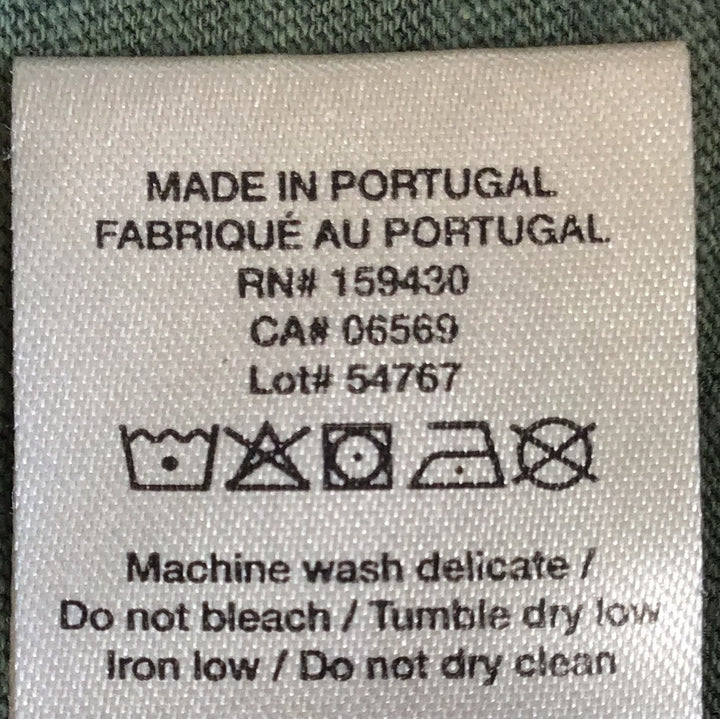 MADE IN PORTUGAL
FABRIQUÉ AU PORTUGAL
RN# 159430
CA# 06569
Lot# 54767
Machine wash delicate /
Do not bleach / Tumble dry low
Iron low / Do not dry clean